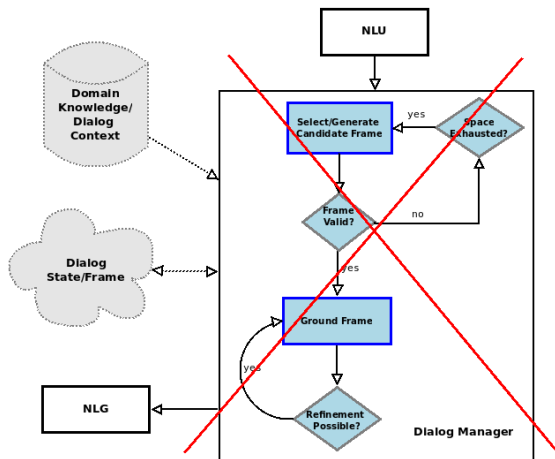 NLU
Domain
Knowledge/
Dialog
Context
Select/Generate
Candidate Frame
yes
Space
Exhausted?
Frame
Valid?
no
yes
Dialog
State/Frame
Ground Frame
yes
NLG
Refinement
Possible?
Dialog Manager